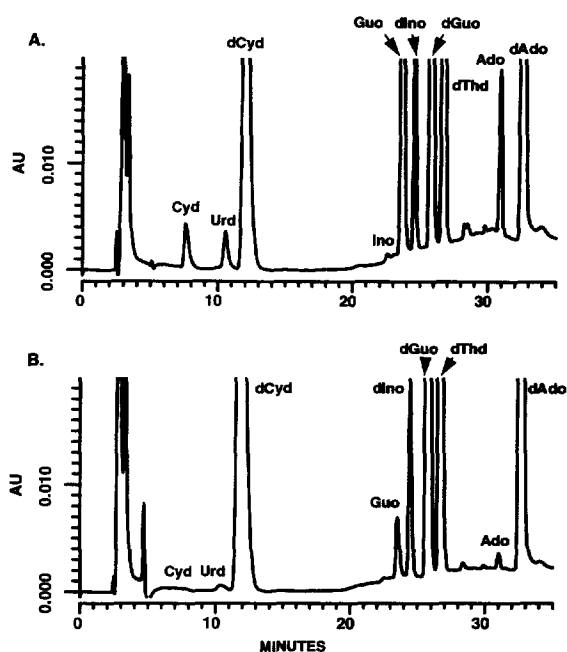 A.
Guo dIno dGuo
dCyd
Ado dAdo
dThd
AU
0.010
0.000
Cyd
Urd
Ino
0 10 20 30
B.
dGuo dThd
dCyd
dIno
dAdo
AU
0.010
0.000
Guo
Ado
Cyd Urd
0 10 20 30
MINUTES